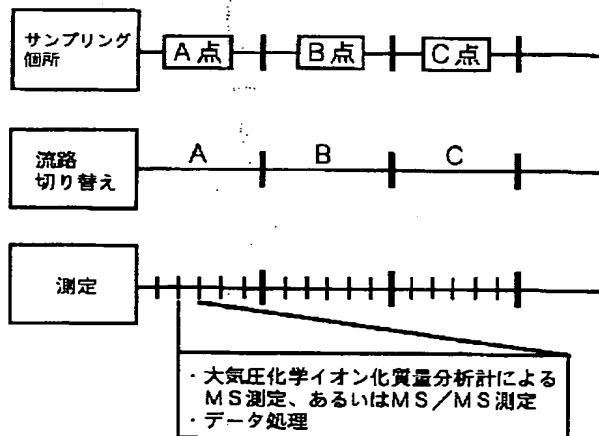 サンプリング
個所
A点
B点
C点
流路
切り替え
A
B
C
測定
・大気圧化学イオン化質量分析計による
MS測定、あるいはMS/MS測定
・データ処理